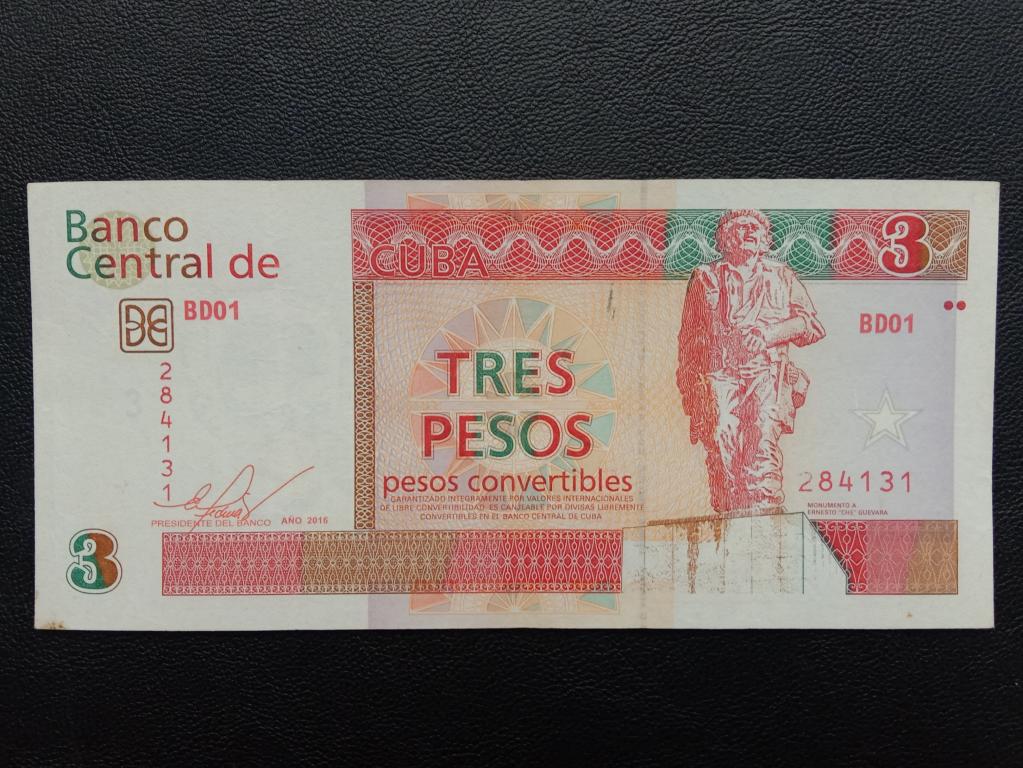 Banco
Central de
CUBA
3
BD01
BD01
2
8
4
1
3
1
TRES
PESOS
pesos convertibles
GARANTIZADO INTEGRAMENTE POR VALORES INTERNACIONALES
DE LIBRE CONVERTIBILIDAD. ES CANJEABLE POR DIVISAS LIBREMENTE
CONVERTIBLES EN EL BANCO CENTRAL DE CUBA
284131
MONUMENTO A
ERNESTO "CHE" GUEVARA
PRESIDENTE DEL BANCO AÑO 2016
3